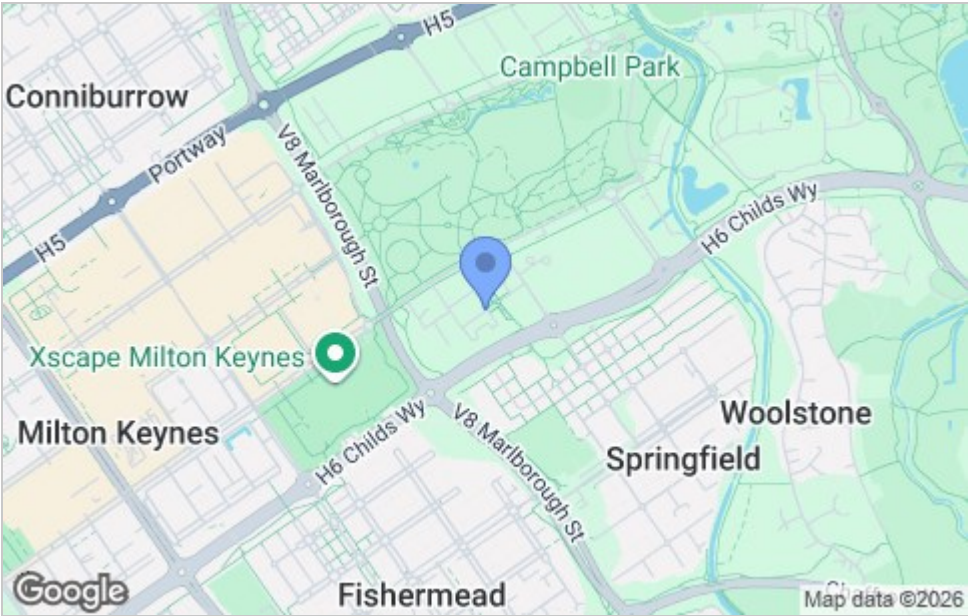 H5
Campbell Park
Conniburrow
Portway
V8 Marlborough St
H6 Childs Wy
H5
Xscape Milton Keynes
Woolstone
Milton Keynes
H6 Childs Wy
V8 Marlborough St
Springfield
Fishermead
Google
Map data ©2026